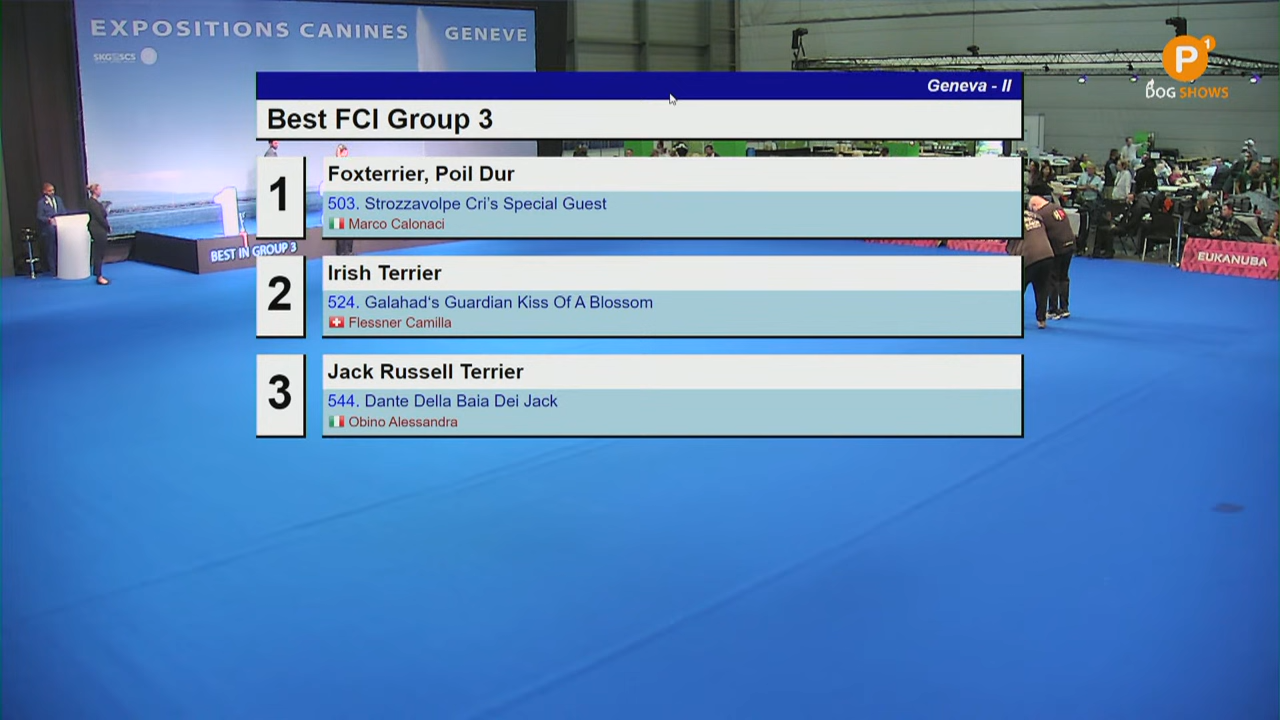 EXPOSITIONS CANINES GENEVE
SKG SCS
P1
DOG SHOWS
Geneva - II
Best FCI Group 3
1
Foxterrier, Poil Dur
503. Strozzavolpe Cri's Special Guest
Marco Calonaci
2
Irish Terrier
524. Galahad's Guardian Kiss Of A Blossom
Flessner Camilla
3
Jack Russell Terrier
544. Dante Della Baia Dei Jack
Obino Alessandra
1
BEST IN GROUP 3
EUKANUBA